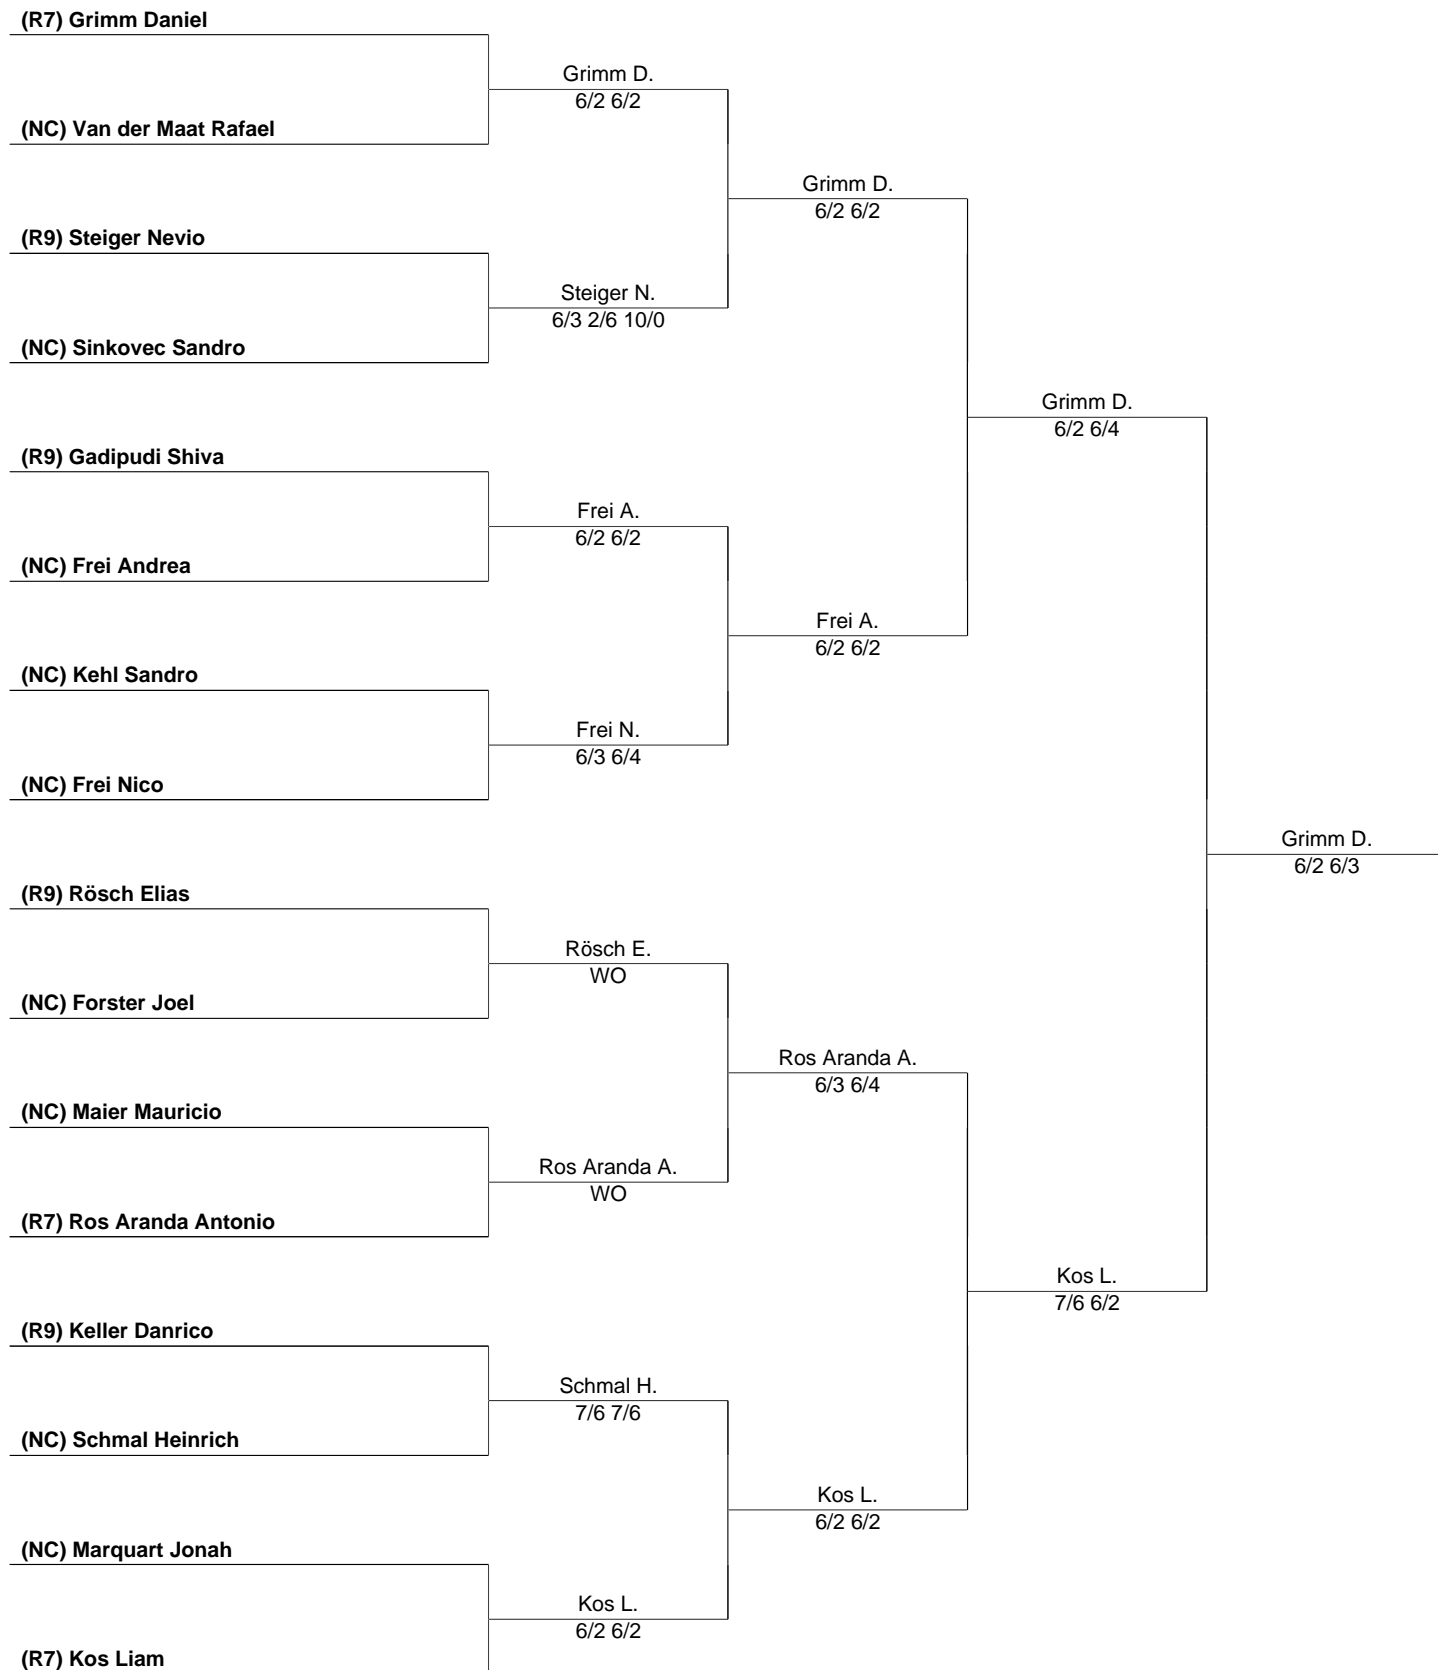 (R7) Grimm Daniel
Grimm D.
6/2 6/2
(NC) Van der Maat Rafael
Grimm D.
6/2 6/2
(R9) Steiger Nevio
Steiger N.
6/3 2/6 10/0
(NC) Sinkovec Sandro
Grimm D.
6/2 6/4
(R9) Gadipudi Shiva
Frei A.
6/2 6/2
(NC) Frei Andrea
Frei A.
6/2 6/2
(NC) Kehl Sandro
Frei N.
6/3 6/4
(NC) Frei Nico
Grimm D.
6/2 6/3
(R9) Rösch Elias
Rösch E.
WO
(NC) Forster Joel
Ros Aranda A.
6/3 6/4
(NC) Maier Mauricio
Ros Aranda A.
WO
(R7) Ros Aranda Antonio
Kos L.
7/6 6/2
(R9) Keller Danrico
Schmal H.
7/6 7/6
(NC) Schmal Heinrich
Kos L.
6/2 6/2
(NC) Marquart Jonah
Kos L.
6/2 6/2
(R7) Kos Liam